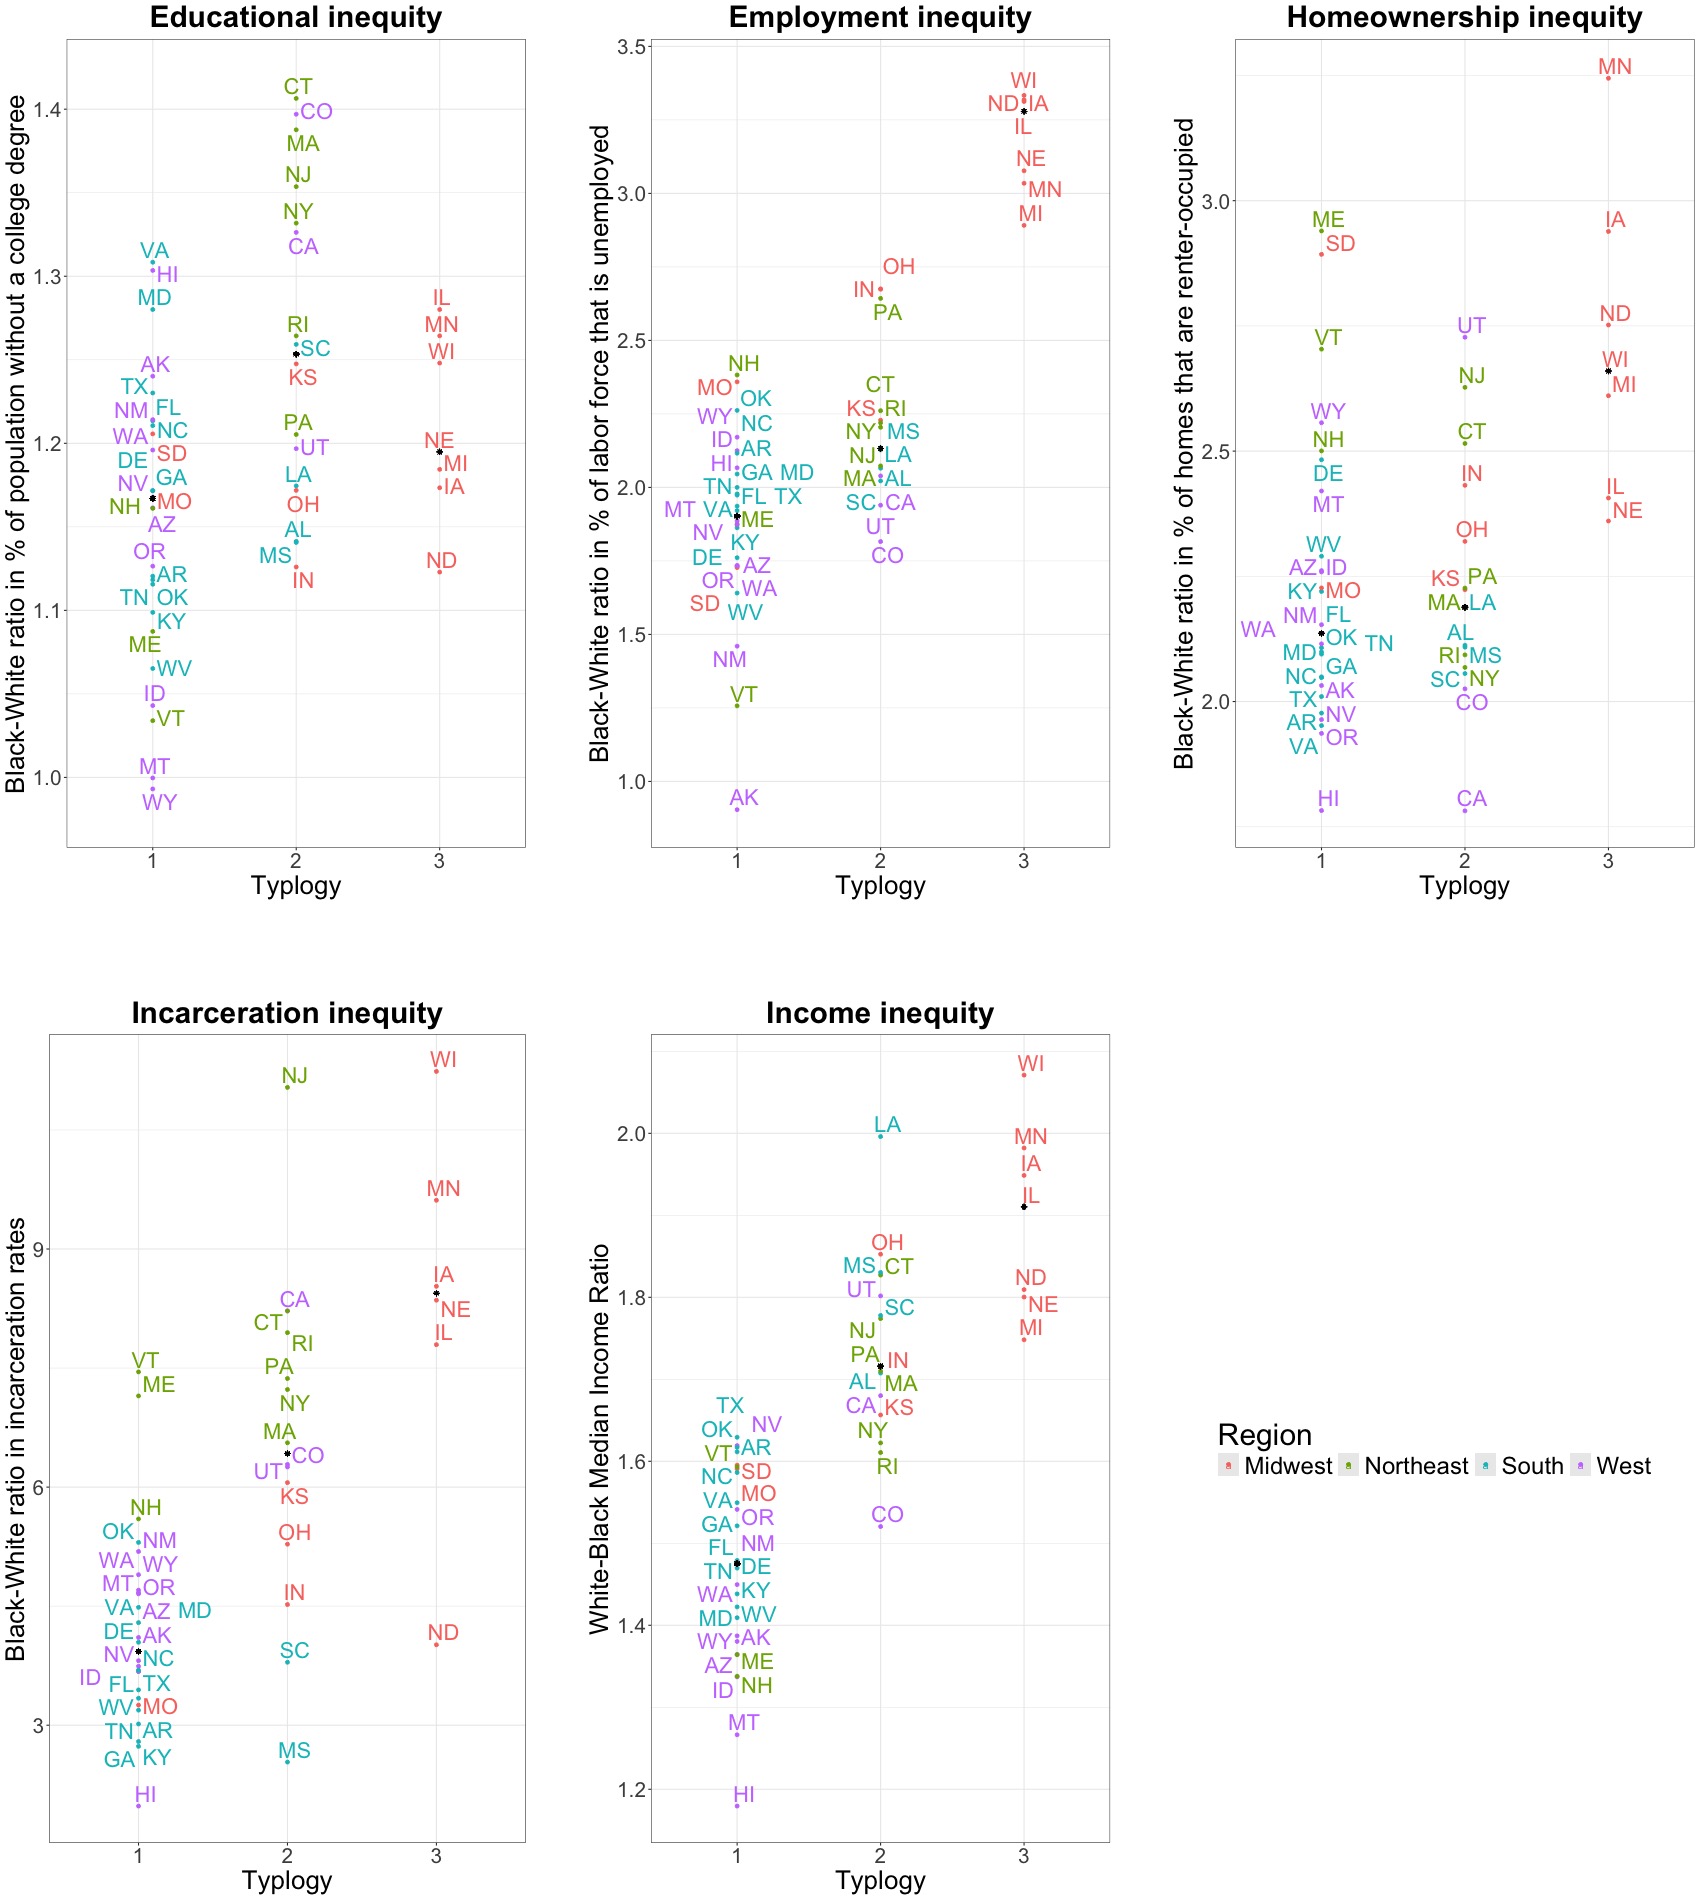 Educational inequity
Black-White ratio in % of population without a college degree
1.4
1.3
1.2
1.1
1.0
VA
HI
MD
AK
TX
NM
FL
NC
WA
SD
DE
GA
NV
MO
NH
AZ
OR
AR
TN
OK
KY
ME
WV
ID
VT
MT
WY
CT
CO
MA
NJ
NY
CA
RI
SC
KS
PA
UT
LA
OH
AL
MS
IN
IL
MN
WI
NE
MI
IA
ND
1 2 3
Typlogy
Employment inequity
Black-White ratio in % of labor force that is unemployed
3.5
3.0
2.5
2.0
1.5
1.0
NH
MO
OK
WY
NC
ID
AR
HI
GA MD
TN
FL TX
MT VA
ME
NV
KY
DE
AZ
OR
WA
SD
WV
NM
VT
AK
OH
IN
PA
CT
KS RI
NY MS
NJ LA
MA AL
SC CA
UT
CO
WI
ND IA
IL
NE
MN
MI
1 2 3
Typlogy
Homeownership inequity
Black-White ratio in % of homes that are renter-occupied
3.0
2.5
2.0
ME
SD
VT
WY
NH
DE
MT
WV
AZ ID
KY MO
NM FL
WA
OK TN
MD
GA
NC
AK
TX
NV
AR
OR
VA
HI
UT
NJ
CT
IN
OH
KS PA
MA LA
AL
RI MS
SC NY
CO
CA
MN
IA
ND
WI
MI
IL
NE
1 2 3
Typlogy
Incarceration inequity
Black-White ratio in incarceration rates
9
6
3
VT
ME
NH
OK
NM
WA WY
MT OR
VA AZ MD
DE AK
NV NC
ID
FL TX
WV MO
TN AR
GA KY
HI
NJ
CA
CT
RI
PA
NY
MA
CO
UT
KS
OH
IN
SC
MS
WI
MN
IA
NE
IL
ND
1 2 3
Typlogy
Income inequity
White-Black Median Income Ratio
2.0
1.8
1.6
1.4
1.2
TX
OK NV
VT AR
NC SD
MO
VA
OR
GA
NM
FL
TN DE
WA KY
MD WV
WY AK
AZ ME
ID NH
MT
HI
LA
OH
MS CT
UT
SC
NJ
PA IN
AL MA
CA KS
NY
RI
CO
WI
MN
IA
IL
ND
NE
MI
1 2 3
Typlogy
Region
Midwest Northeast South West